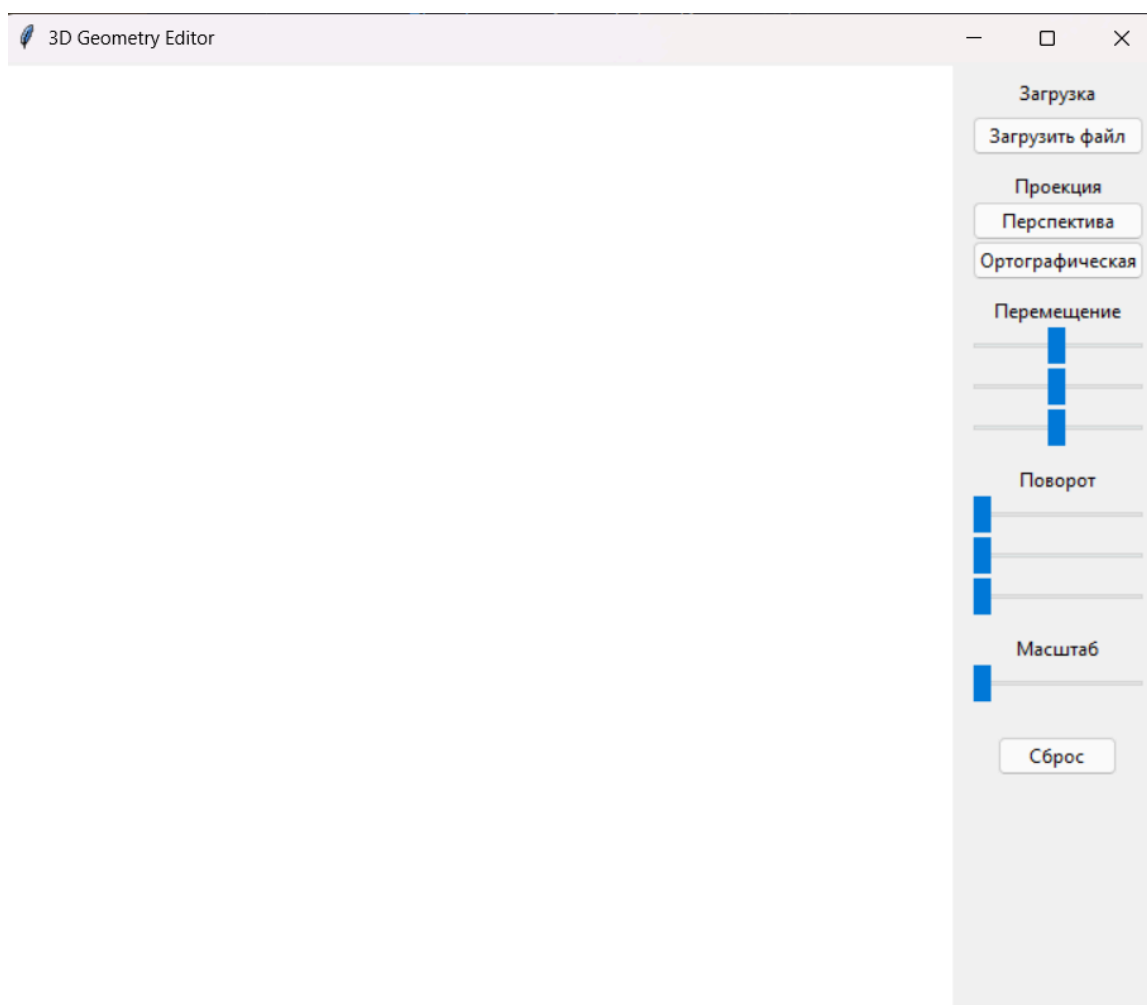 3D Geometry Editor
Загрузка
Загрузить файл
Проекция
Перспектива
Ортографическая
Перемещение
Поворот
Масштаб
Сброс